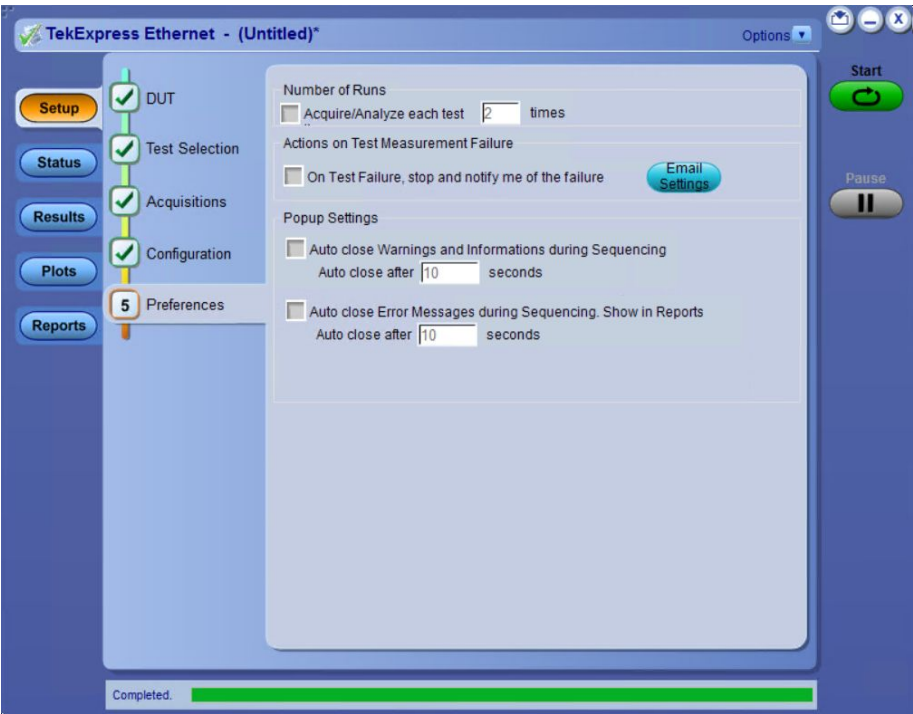 TekExpress Ethernet - (Untitled)*
Options
Start
Pause
Setup
Status
Results
Plots
Reports
DUT
Test Selection
Acquisitions
Configuration
5 Preferences
Number of Runs
Acquire/Analyze each test 2 times
Actions on Test Measurement Failure
On Test Failure, stop and notify me of the failure
Email
Settings
Popup Settings
Auto close Warnings and Informations during Sequencing
Auto close after 10 seconds
Auto close Error Messages during Sequencing. Show in Reports
Auto close after 10 seconds
Completed.